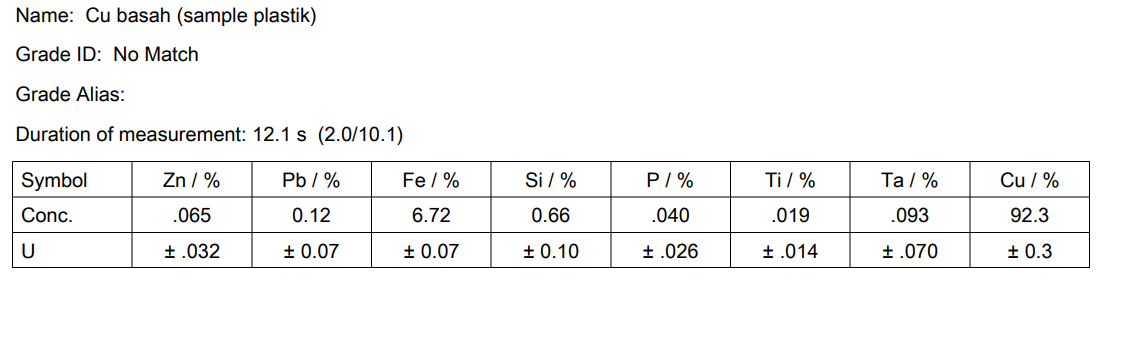 Name: Cu basah (sample plastik)
Grade ID: No Match
Grade Alias:
Duration of measurement: 12.1 s (2.0/10.1)
Symbol Zn / % Pb / % Fe / % Si / % P / % Ti / % Ta / % Cu / %
Conc. .065 0.12 6.72 0.66 .040 .019 .093 92.3
U ± .032 ± 0.07 ± 0.07 ± 0.10 ± .026 ± .014 ± .070 ± 0.3